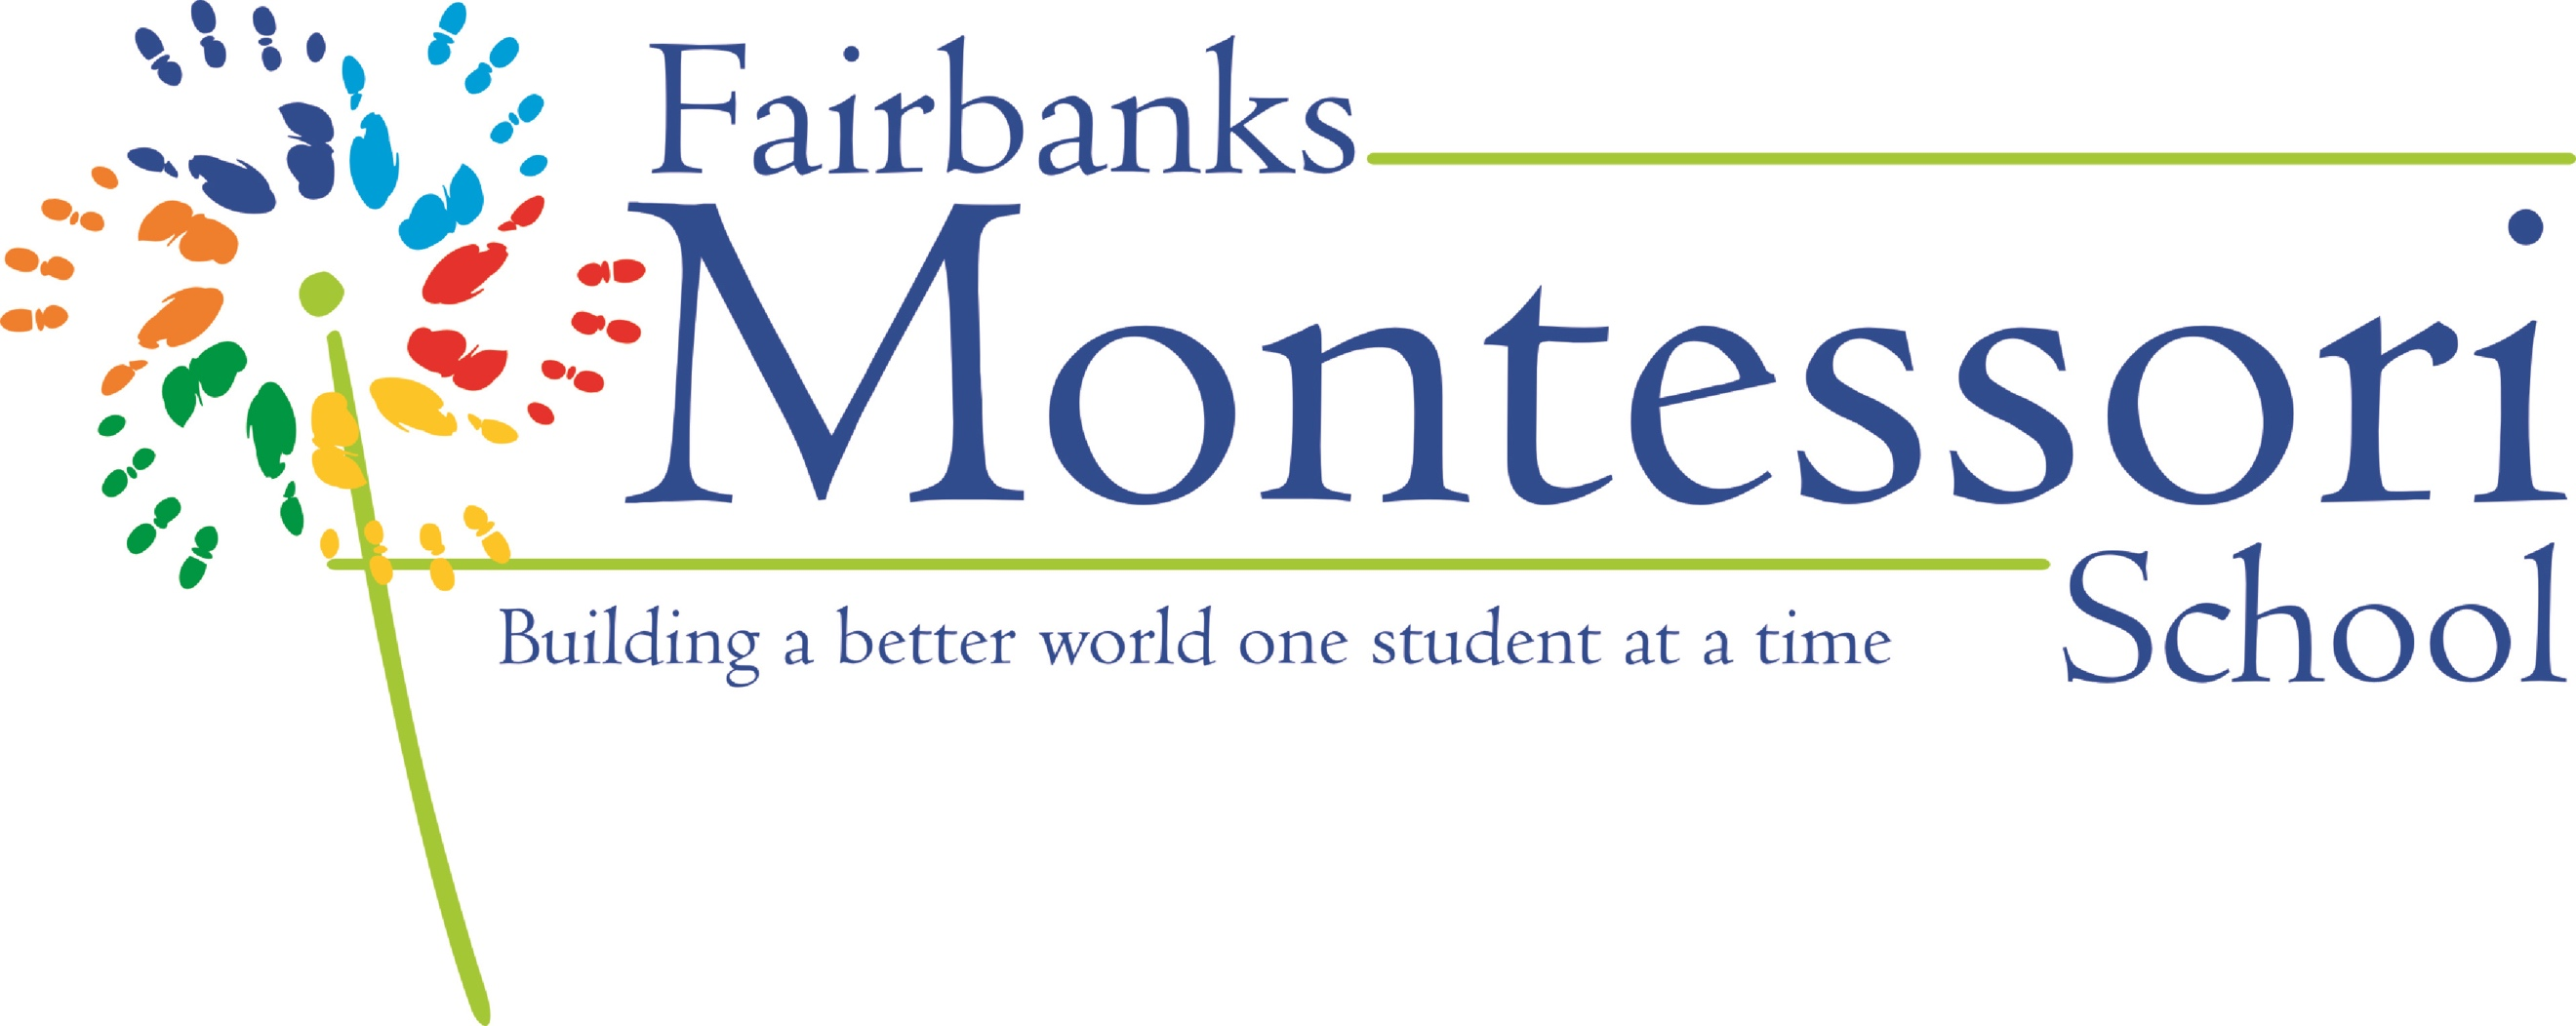 Fairbanks
Montessori
School
Building a better world one student at a time